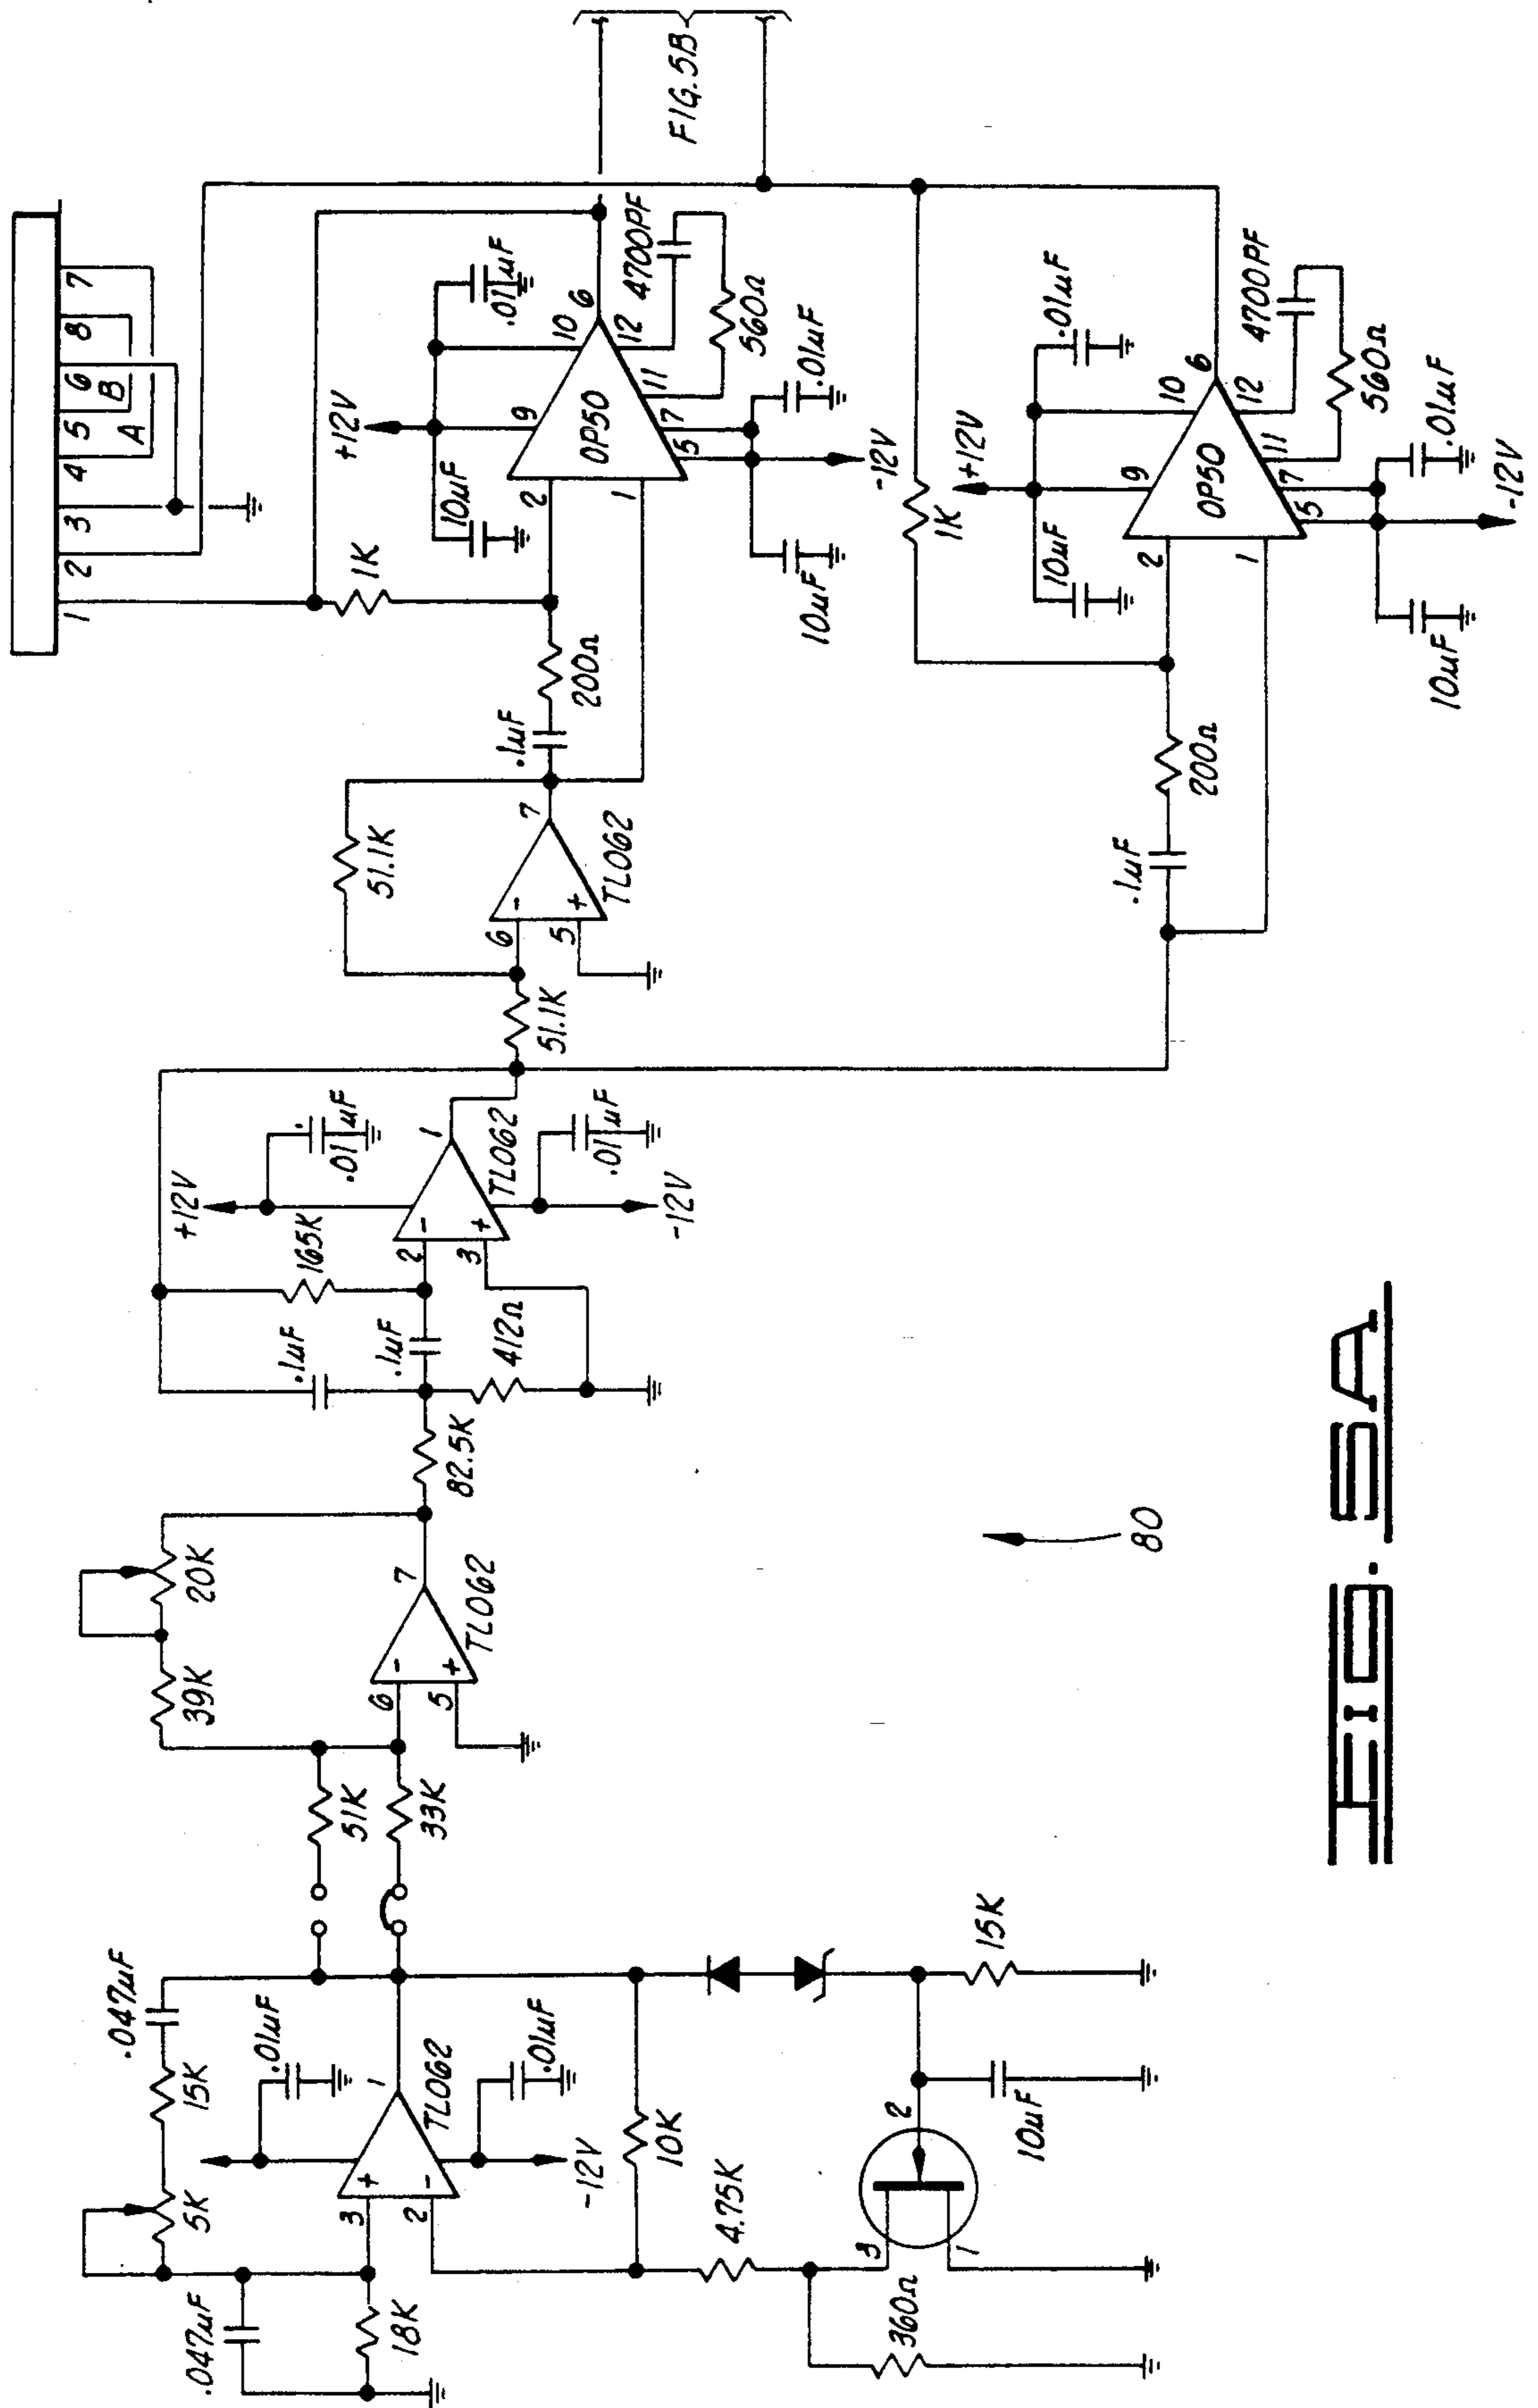 1 2 3 4 5 6 8 7
A B
FIG. 5B
.047µF
15K
5K
.047µF
18K
.01µF
3
2
+
-
1
TL062
.01µF
-12V
10K
4.75K
360Ω
3
2
1
10µF
15K
51K
33K
39K
20K
6
5
-
+
7
TL062
82.5K
.1µF
.1µF
412Ω
165K
+12V
.01µF
2
3
-
+
1
TL062
.01µF
-12V
51.1K
51.1K
6
5
-
+
7
TL062
.1µF
200Ω
1K
+12V
10µF
.01µF
2
1
9
10
6
OP50
12
11
7
5
4700PF
560Ω
.01µF
10µF
-12V
1K
.1µF
200Ω
+12V
10µF
.01µF
2
1
9
10
6
OP50
12
11
7
5
4700PF
560Ω
.01µF
10µF
-12V
80
FIG. 5A